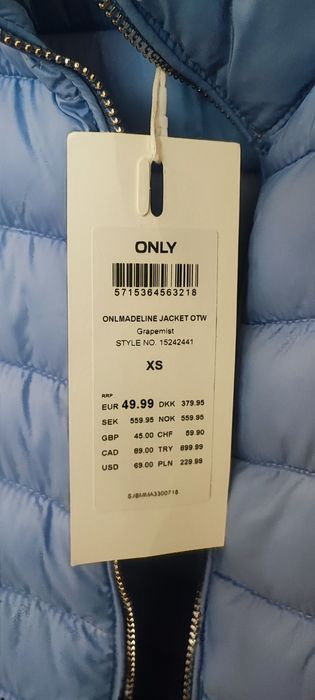 ONLY
5715364563218
ONLMADELINE JACKET OTW
Grapemist
STYLE NO. 15242441
XS
RRP
EUR 49.99 DKK 379.95
SEK 559.95 NOK 559.95
GBP 45.00 CHF 59.90
CAD 89.00 TRY 899.99
USD 69.00 PLN 229.99
SJBMMA3300718